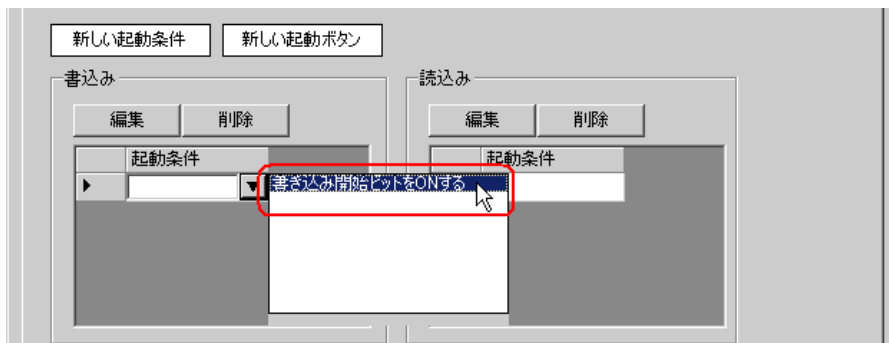 新しい起動条件 新しい起動ボタン
書込み 読込み
編集 削除 編集 削除
起動条件 起動条件
書き込み開始ビットをONする